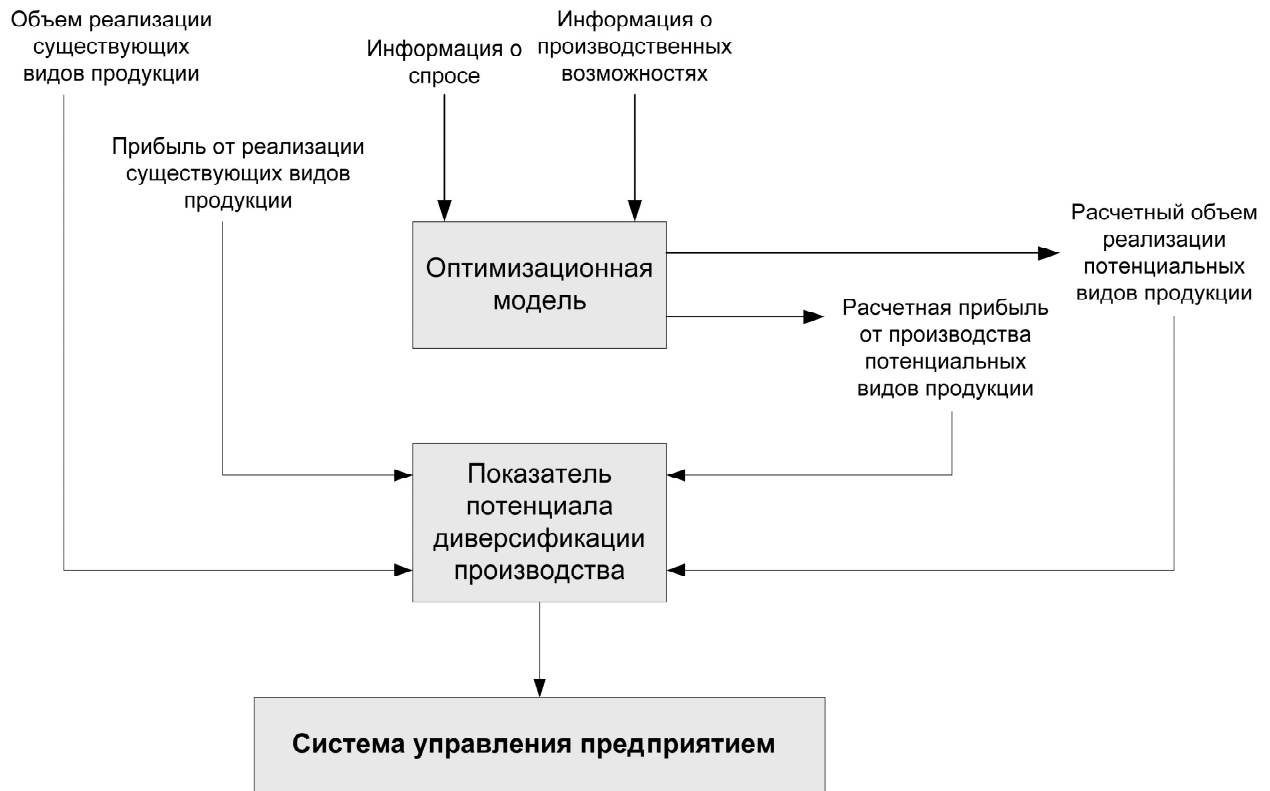 Объем реализации
существующих
видов продукции
Информация о
спросе
Информация о
производственных
возможностях
Прибыль от реализации
существующих видов
продукции
Оптимизационная
модель
Расчетный объем
реализации
потенциальных
видов продукции
Расчетная прибыль
от производства
потенциальных
видов продукции
Показатель
потенциала
диверсификации
производства
Система управления предприятием